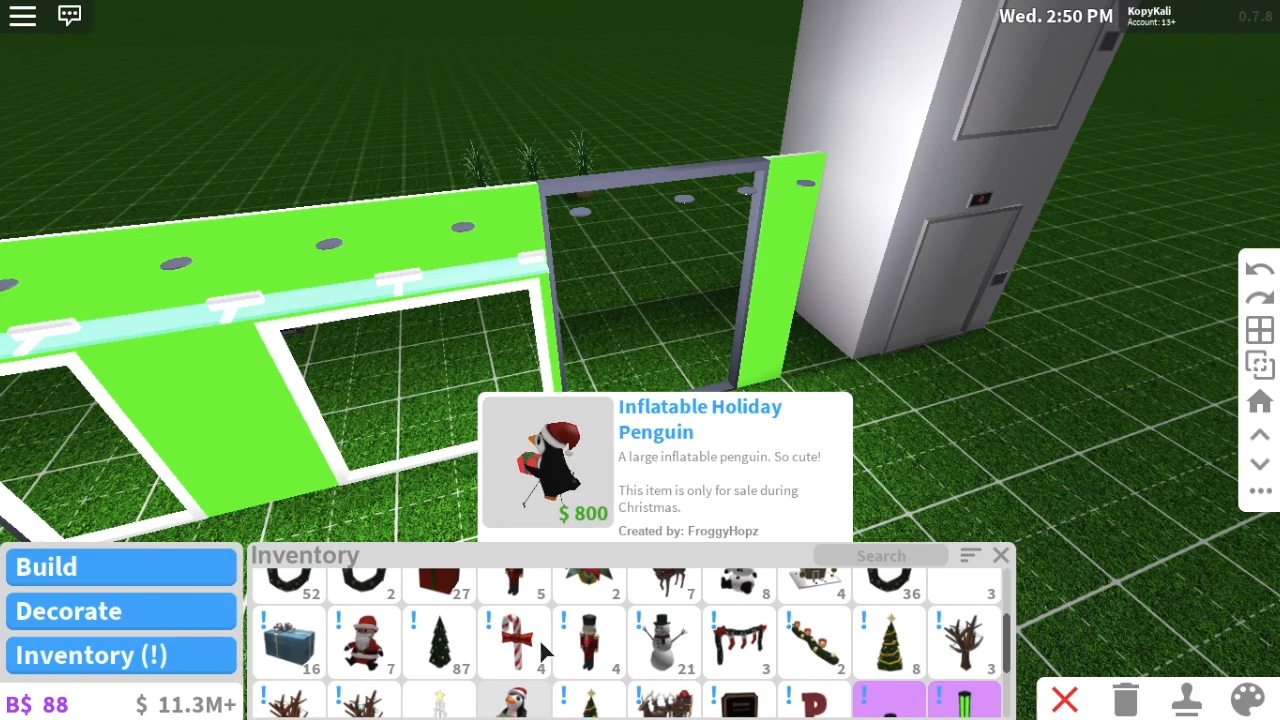 Wed. 2:50 PM
KopyKali
Account: 13+
0.7.8
4
Inflatable Holiday
Penguin
A large inflatable penguin. So cute!
This item is only for sale during
Christmas.
Created by: FroggyHopz
$ 800
Build
Decorate
Inventory (!)
B$ 88
$ 11.3M+
Inventory
Search
52 2 27 5 2 7 8 4 36 3
! ! ! ! ! ! ! ! ! !
16 7 87 4 4 21 3 2 8 3
! ! ! ! ! ! ! !